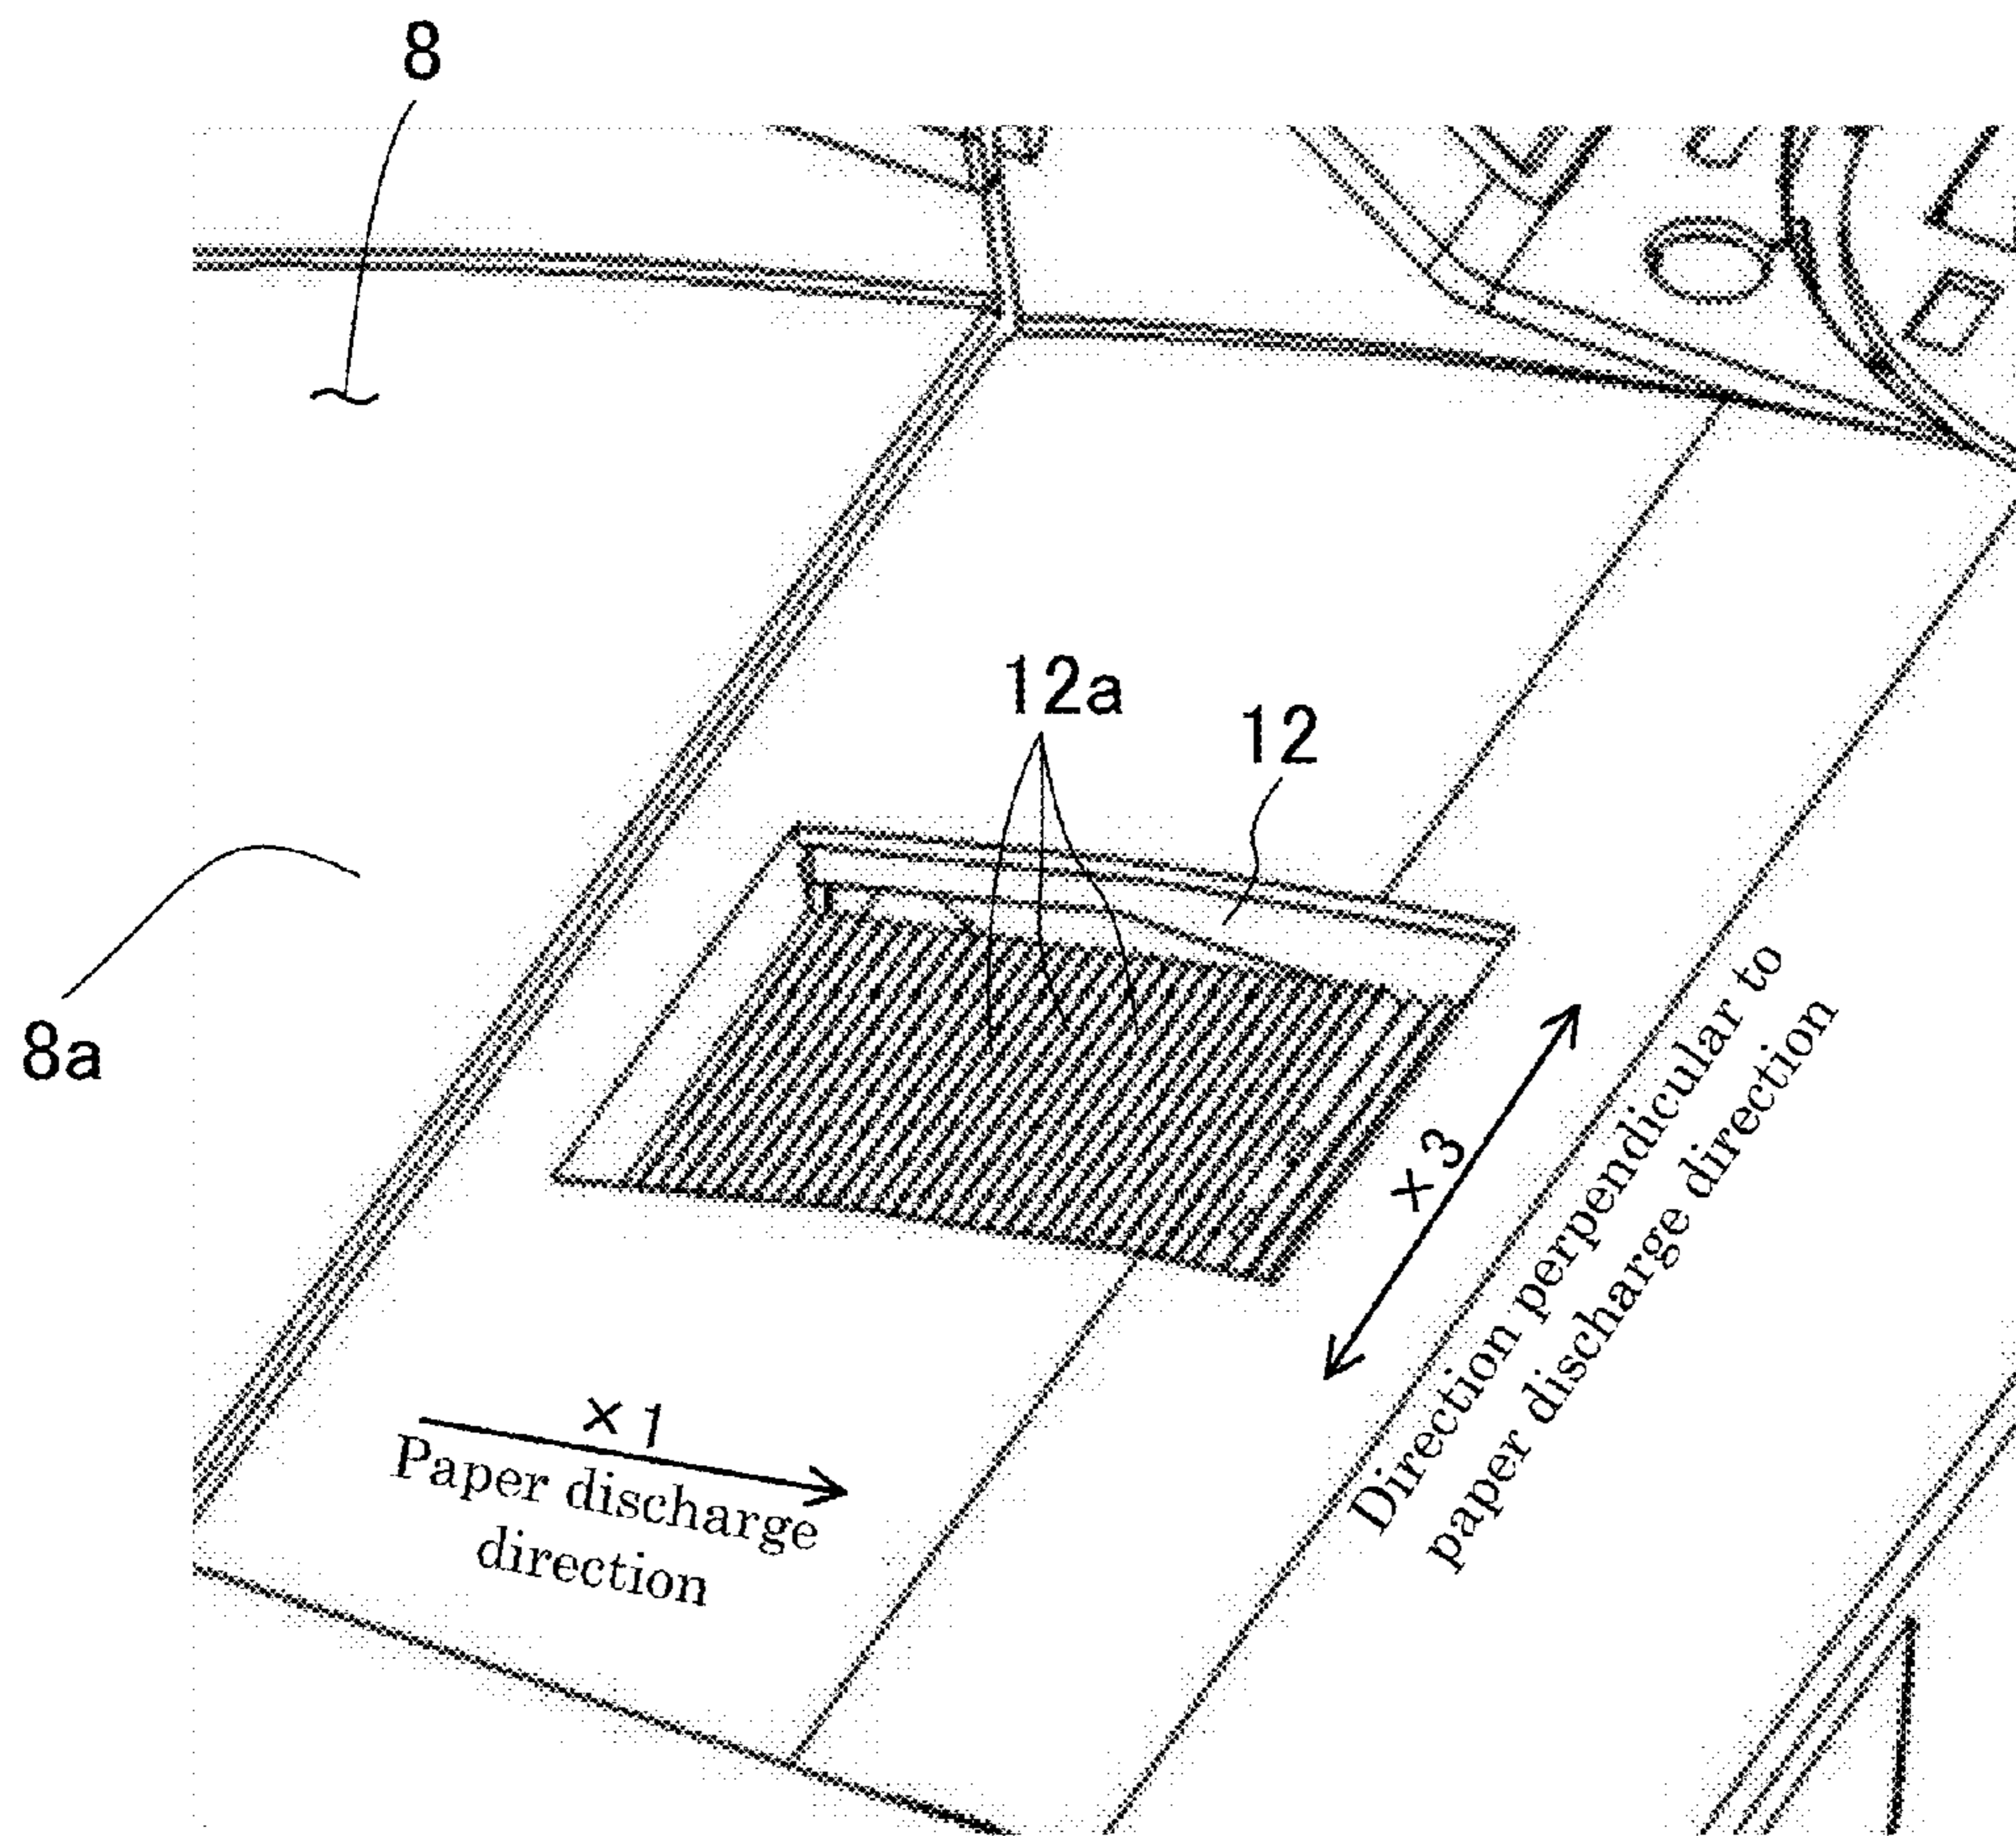 8
12a
12
8a
×3
Direction perpendicular to
paper discharge direction
×1
Paper discharge
direction